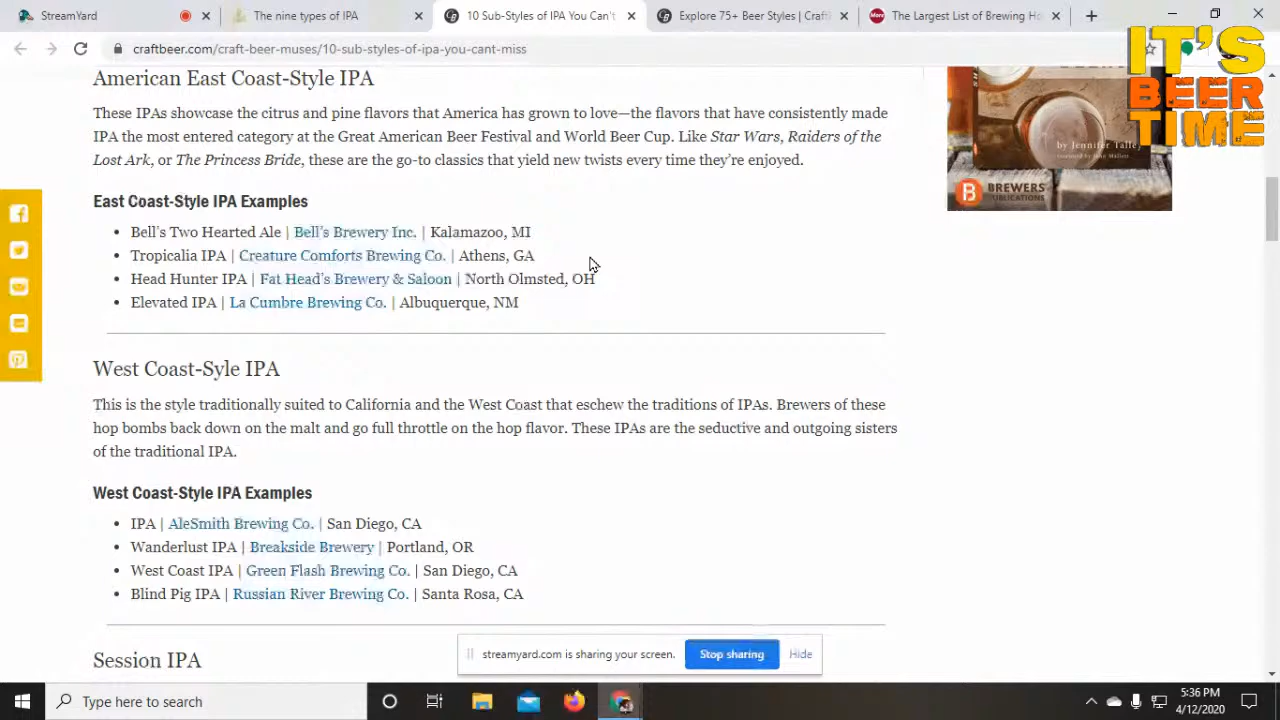 StreamYard
The nine types of IPA
10 Sub-Styles of IPA You Can't
Explore 75+ Beer Styles | Craft
The Largest List of Brewing Ho
craftbeer.com/craft-beer-muses/10-sub-styles-of-ipa-you-cant-miss
IT'S
BEER
TIME
American East Coast-Style IPA
These IPAs showcase the citrus and pine flavors that America has grown to love—the flavors that have consistently made
IPA the most entered category at the Great American Beer Festival and World Beer Cup. Like Star Wars, Raiders of the
Lost Ark, or The Princess Bride, these are the go-to classics that yield new twists every time they're enjoyed.
by Jennifer Talley
foreword by John Mallett
BREWERS
PUBLICATIONS
East Coast-Style IPA Examples
• Bell's Two Hearted Ale | Bell's Brewery Inc. | Kalamazoo, MI
• Tropicalia IPA | Creature Comforts Brewing Co. | Athens, GA
• Head Hunter IPA | Fat Head's Brewery & Saloon | North Olmsted, OH
• Elevated IPA | La Cumbre Brewing Co. | Albuquerque, NM
West Coast-Syle IPA
This is the style traditionally suited to California and the West Coast that eschew the traditions of IPAs. Brewers of these
hop bombs back down on the malt and go full throttle on the hop flavor. These IPAs are the seductive and outgoing sisters
of the traditional IPA.
West Coast-Style IPA Examples
• IPA | AleSmith Brewing Co. | San Diego, CA
• Wanderlust IPA | Breakside Brewery | Portland, OR
• West Coast IPA | Green Flash Brewing Co. | San Diego, CA
• Blind Pig IPA | Russian River Brewing Co. | Santa Rosa, CA
Session IPA
streamyard.com is sharing your screen.
Stop sharing
Hide
Type here to search
5:36 PM
4/12/2020